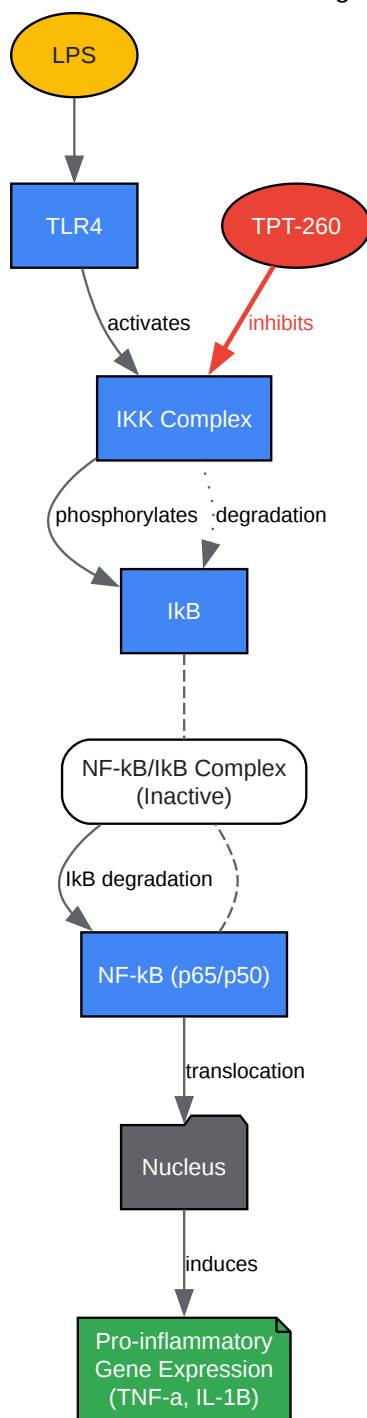 LPS
TLR4
TPT-260
activates
inhibits
IKK Complex
phosphorylates
degradation
IkB
NF-kB/IkB Complex
(Inactive)
IkB degradation
NF-kB (p65/p50)
translocation
Nucleus
induces
Pro-inflammatory
Gene Expression
(TNF-a, IL-1B)